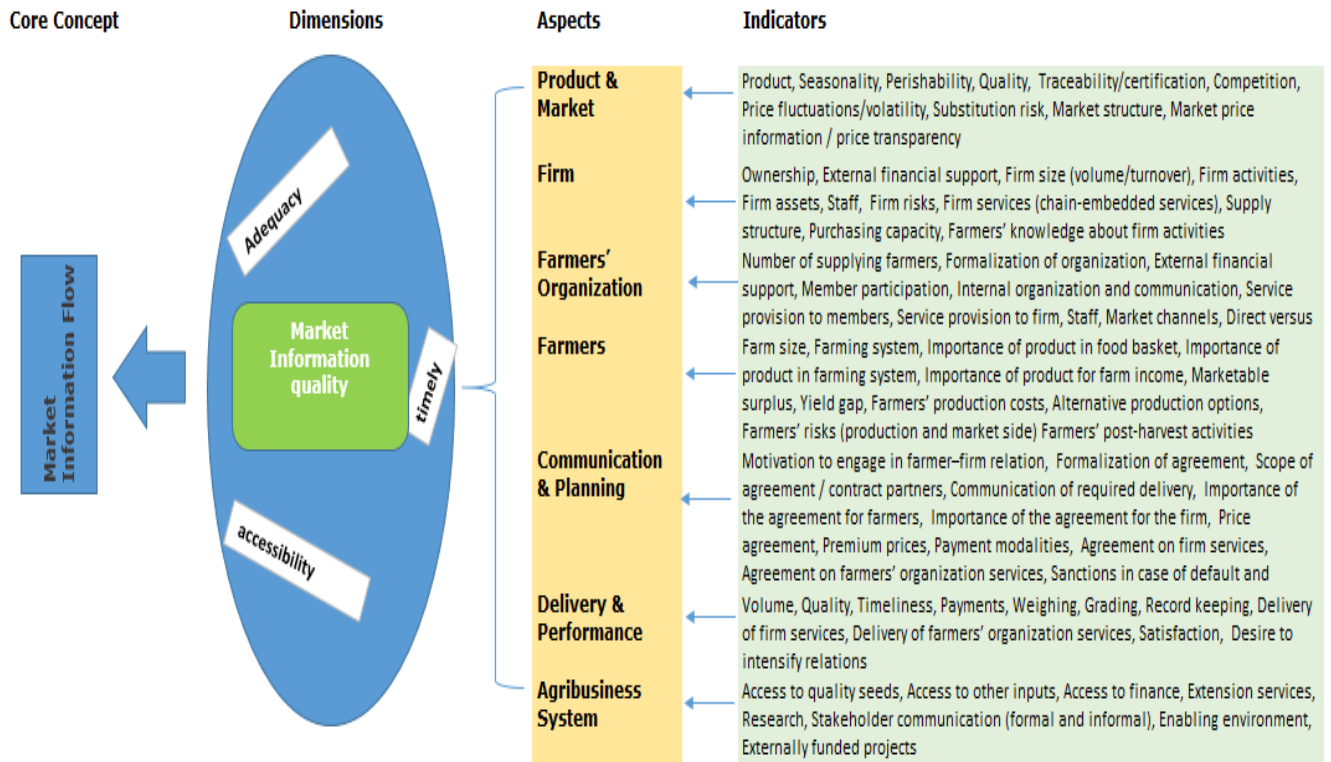 Core Concept
Dimensions
Aspects
Indicators
Market
Information Flow
Adequacy
Market
Information
quality
timely
accessibility
Product &
Market
Product, Seasonality, Perishability, Quality, Traceability/certification, Competition,
Price fluctuations/volatility, Substitution risk, Market structure, Market price
information / price transparency
Firm
Ownership, External financial support, Firm size (volume/turnover), Firm activities,
Firm assets, Staff, Firm risks, Firm services (chain-embedded services), Supply
structure, Purchasing capacity, Farmers' knowledge about firm activities
Farmers'
Organization
Number of supplying farmers, Formalization of organization, External financial
support, Member participation, Internal organization and communication, Service
provision to members, Service provision to firm, Staff, Market channels, Direct versus
Farmers
Farm size, Farming system, Importance of product in food basket, Importance of
product in farming system, Importance of product for farm income, Marketable
surplus, Yield gap, Farmers' production costs, Alternative production options,
Farmers' risks (production and market side) Farmers' post-harvest activities
Communication
& Planning
Motivation to engage in farmer–firm relation, Formalization of agreement, Scope of
agreement / contract partners, Communication of required delivery, Importance of
the agreement for farmers, Importance of the agreement for the firm, Price
agreement, Premium prices, Payment modalities, Agreement on firm services,
Agreement on farmers' organization services, Sanctions in case of default and
Delivery &
Performance
Volume, Quality, Timeliness, Payments, Weighing, Grading, Record keeping, Delivery
of firm services, Delivery of farmers' organization services, Satisfaction, Desire to
intensify relations
Agribusiness
System
Access to quality seeds, Access to other inputs, Access to finance, Extension services,
Research, Stakeholder communication (formal and informal), Enabling environment,
Externally funded projects